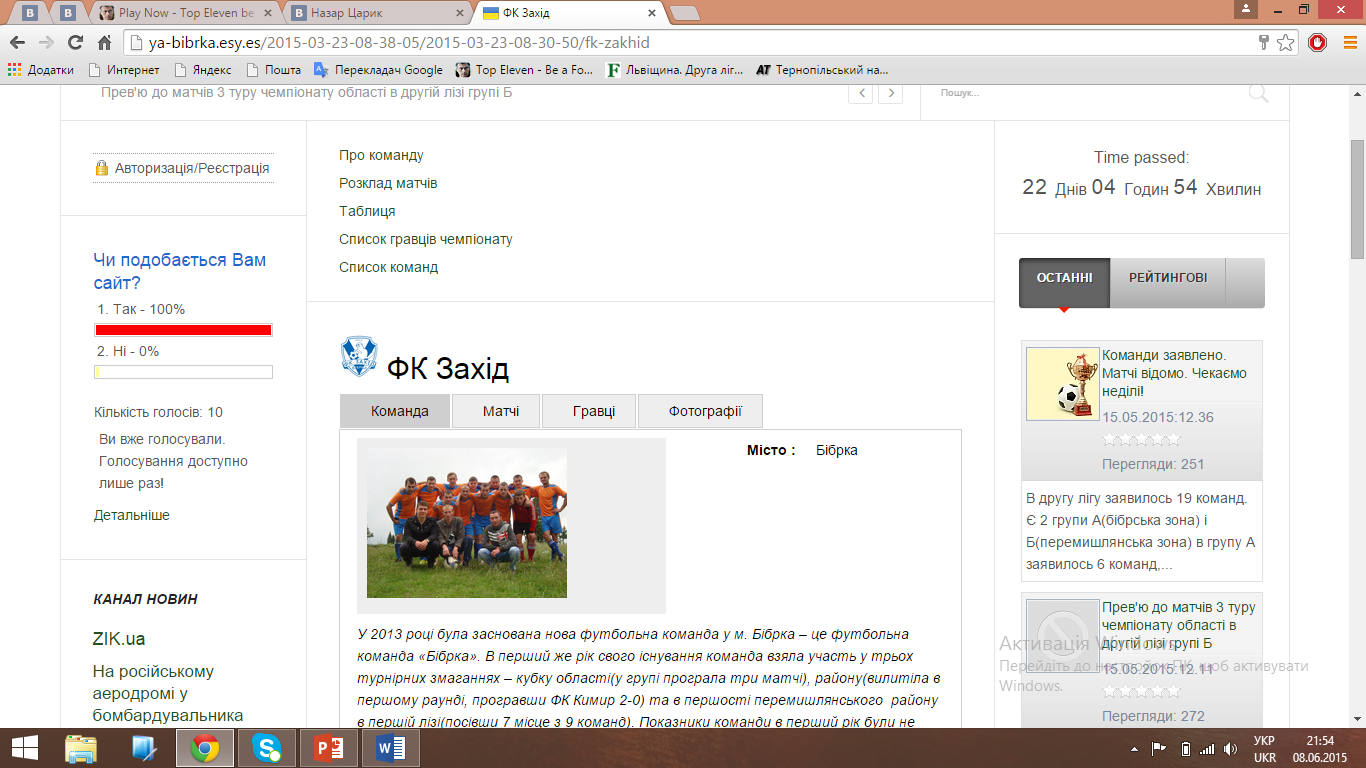 Play Now - Top Eleven be
Назар Царик
ФК Захід
ya-bibrka.esy.es/2015-03-23-08-38-05/2015-03-23-08-30-50/fk-zakhid
Додатки
Интернет
Яндекс
Пошта
Перекладач Google
Top Eleven - Be a Fo...
Львіщина. Друга ліг...
Тернопільський на...
Прев'ю до матчів 3 туру чемпіонату області в другій лізі групі Б
Пошук...
Авторизація/Реєстрація
Чи подобається Вам
сайт?
1. Так - 100%
2. Ні - 0%
Кількість голосів: 10
Ви вже голосували.
Голосування доступно
лише раз!
Детальніше
КАНАЛ НОВИН
ZIK.ua
На російському
аеродромі у
бомбардувальника
Про команду
Розклад матчів
Таблиця
Список гравців чемпіонату
Список команд
ФК Захід
Команда
Матчі
Гравці
Фотографії
Місто : Бібрка
У 2013 році була заснована нова футбольна команда у м. Бібрка – це футбольна
команда «Бібрка». В перший же рік свого існування команда взяла участь у трьох
турнірних змаганнях – кубку області(у групі програла три матчі), району(вилитіла в
першому раунді, програвши ФК Кимир 2-0) та в першості перемишлянського району
в першій лізі(посівши 7 місце з 9 команд). Показники команди в перший рік були не
Time passed:
22 Днів 04 Годин 54 Хвилин
ОСТАННІ
РЕЙТИНГОВІ
Команди заявлено.
Матчі відомо. Чекаємо
неділі!
15.05.2015:12.36
Перегляди: 251
В другу лігу заявилось 19 команд.
Є 2 групи А(бібрська зона) і
Б(перемишлянська зона) в групу А
заявилось 6 команд,...
Прев'ю до матчів 3 туру
чемпіонату області в
другій лізі групі Б
15.05.2015:12.11
Перегляди: 272
Активація Windows
Перейдіть до настройок ПК, щоб активувати
Windows.
УКР
UKR
21:54
08.06.2015